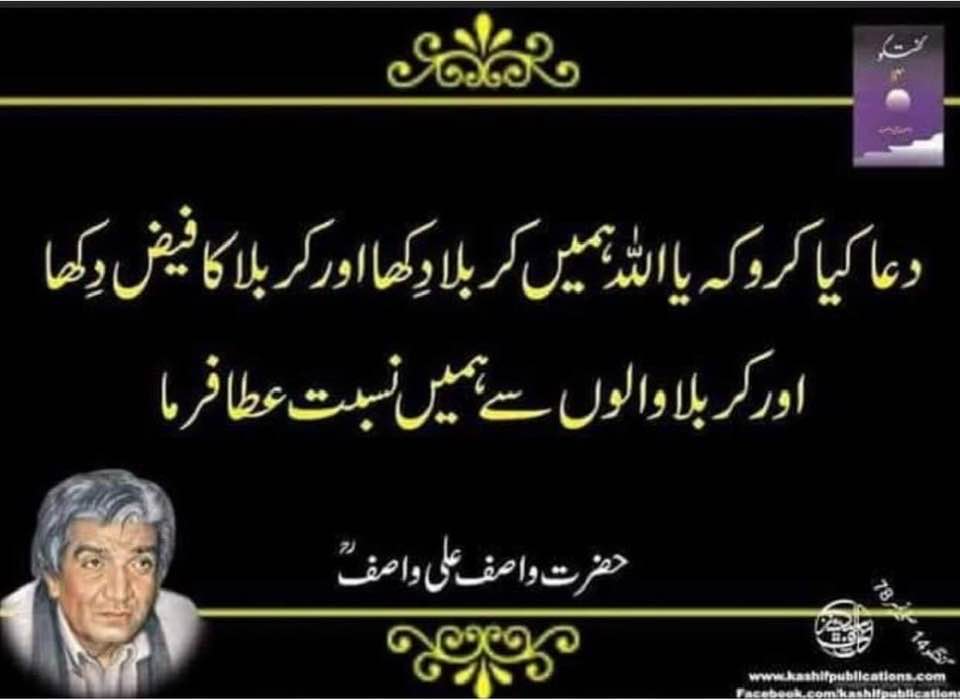 گفتگو
دعا کیا کرو کہ یا اللہ ہمیں کربلا دِکھا اور کربلا کا فیض دِکھا
اور کربلا والوں سے ہمیں نسبت عطا فرما
حضرت واصف علی واصفؒ
www.kashifpublications.com
Facebook.com/kashifpublications